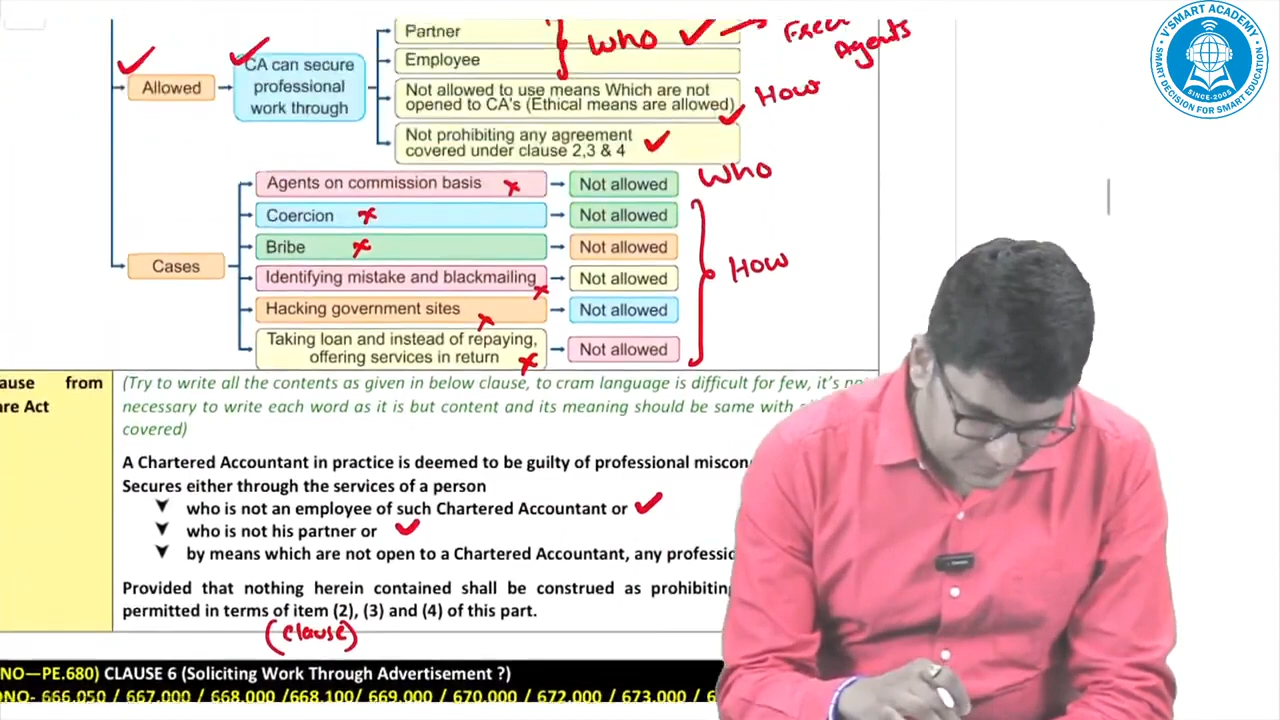 Partner
Employee
who
Agents
Allowed
CA can secure
professional
work through
Not allowed to use means Which are not
opened to CA's (Ethical means are allowed)
How
Not prohibiting any agreement
covered under clause 2,3 & 4
who
Cases
Agents on commission basis
Not allowed
Coercion
Not allowed
Bribe
Not allowed
Identifying mistake and blackmailing
Not allowed
Hacking government sites
Not allowed
Taking loan and instead of repaying,
offering services in return
Not allowed
How
V'SMART ACADEMY
SINCE-2005
SMART DECISION FOR SMART EDUCATION
ause from
re Act
(Try to write all the contents as given in below clause, to cram language is difficult for few, it's no
necessary to write each word as it is but content and its meaning should be same with
covered)
A Chartered Accountant in practice is deemed to be guilty of professional miscon
Secures either through the services of a person
who is not an employee of such Chartered Accountant or
who is not his partner or
by means which are not open to a Chartered Accountant, any professi
Provided that nothing herein contained shall be construed as prohibiting
permitted in terms of item (2), (3) and (4) of this part.
(clause)
NO—PE.680) CLAUSE 6 (Soliciting Work Through Advertisement ?)
QNO- 666.050 / 667.000 / 668.000 /668.100/ 669.000 / 670.000 / 672.000 / 673.000 / 6